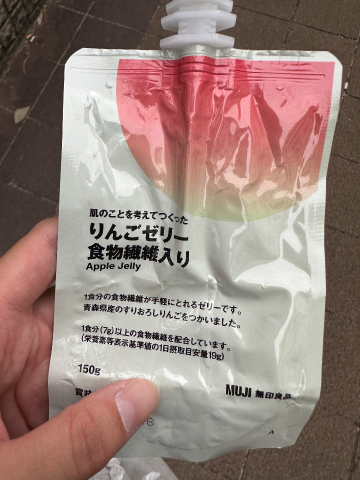 肌のことを考えてつくった
りんごゼリー
食物繊維入り
Apple Jelly
1食分の食物繊維が手軽にとれるゼリーです。
青森県産のすりおろしりんごをつかいました。
1食分(7g)以上の食物繊維を配合しています。
(栄養素等表示基準値の1日摂取目安量19g)
150g
MUJI 無印良品
賞味
A